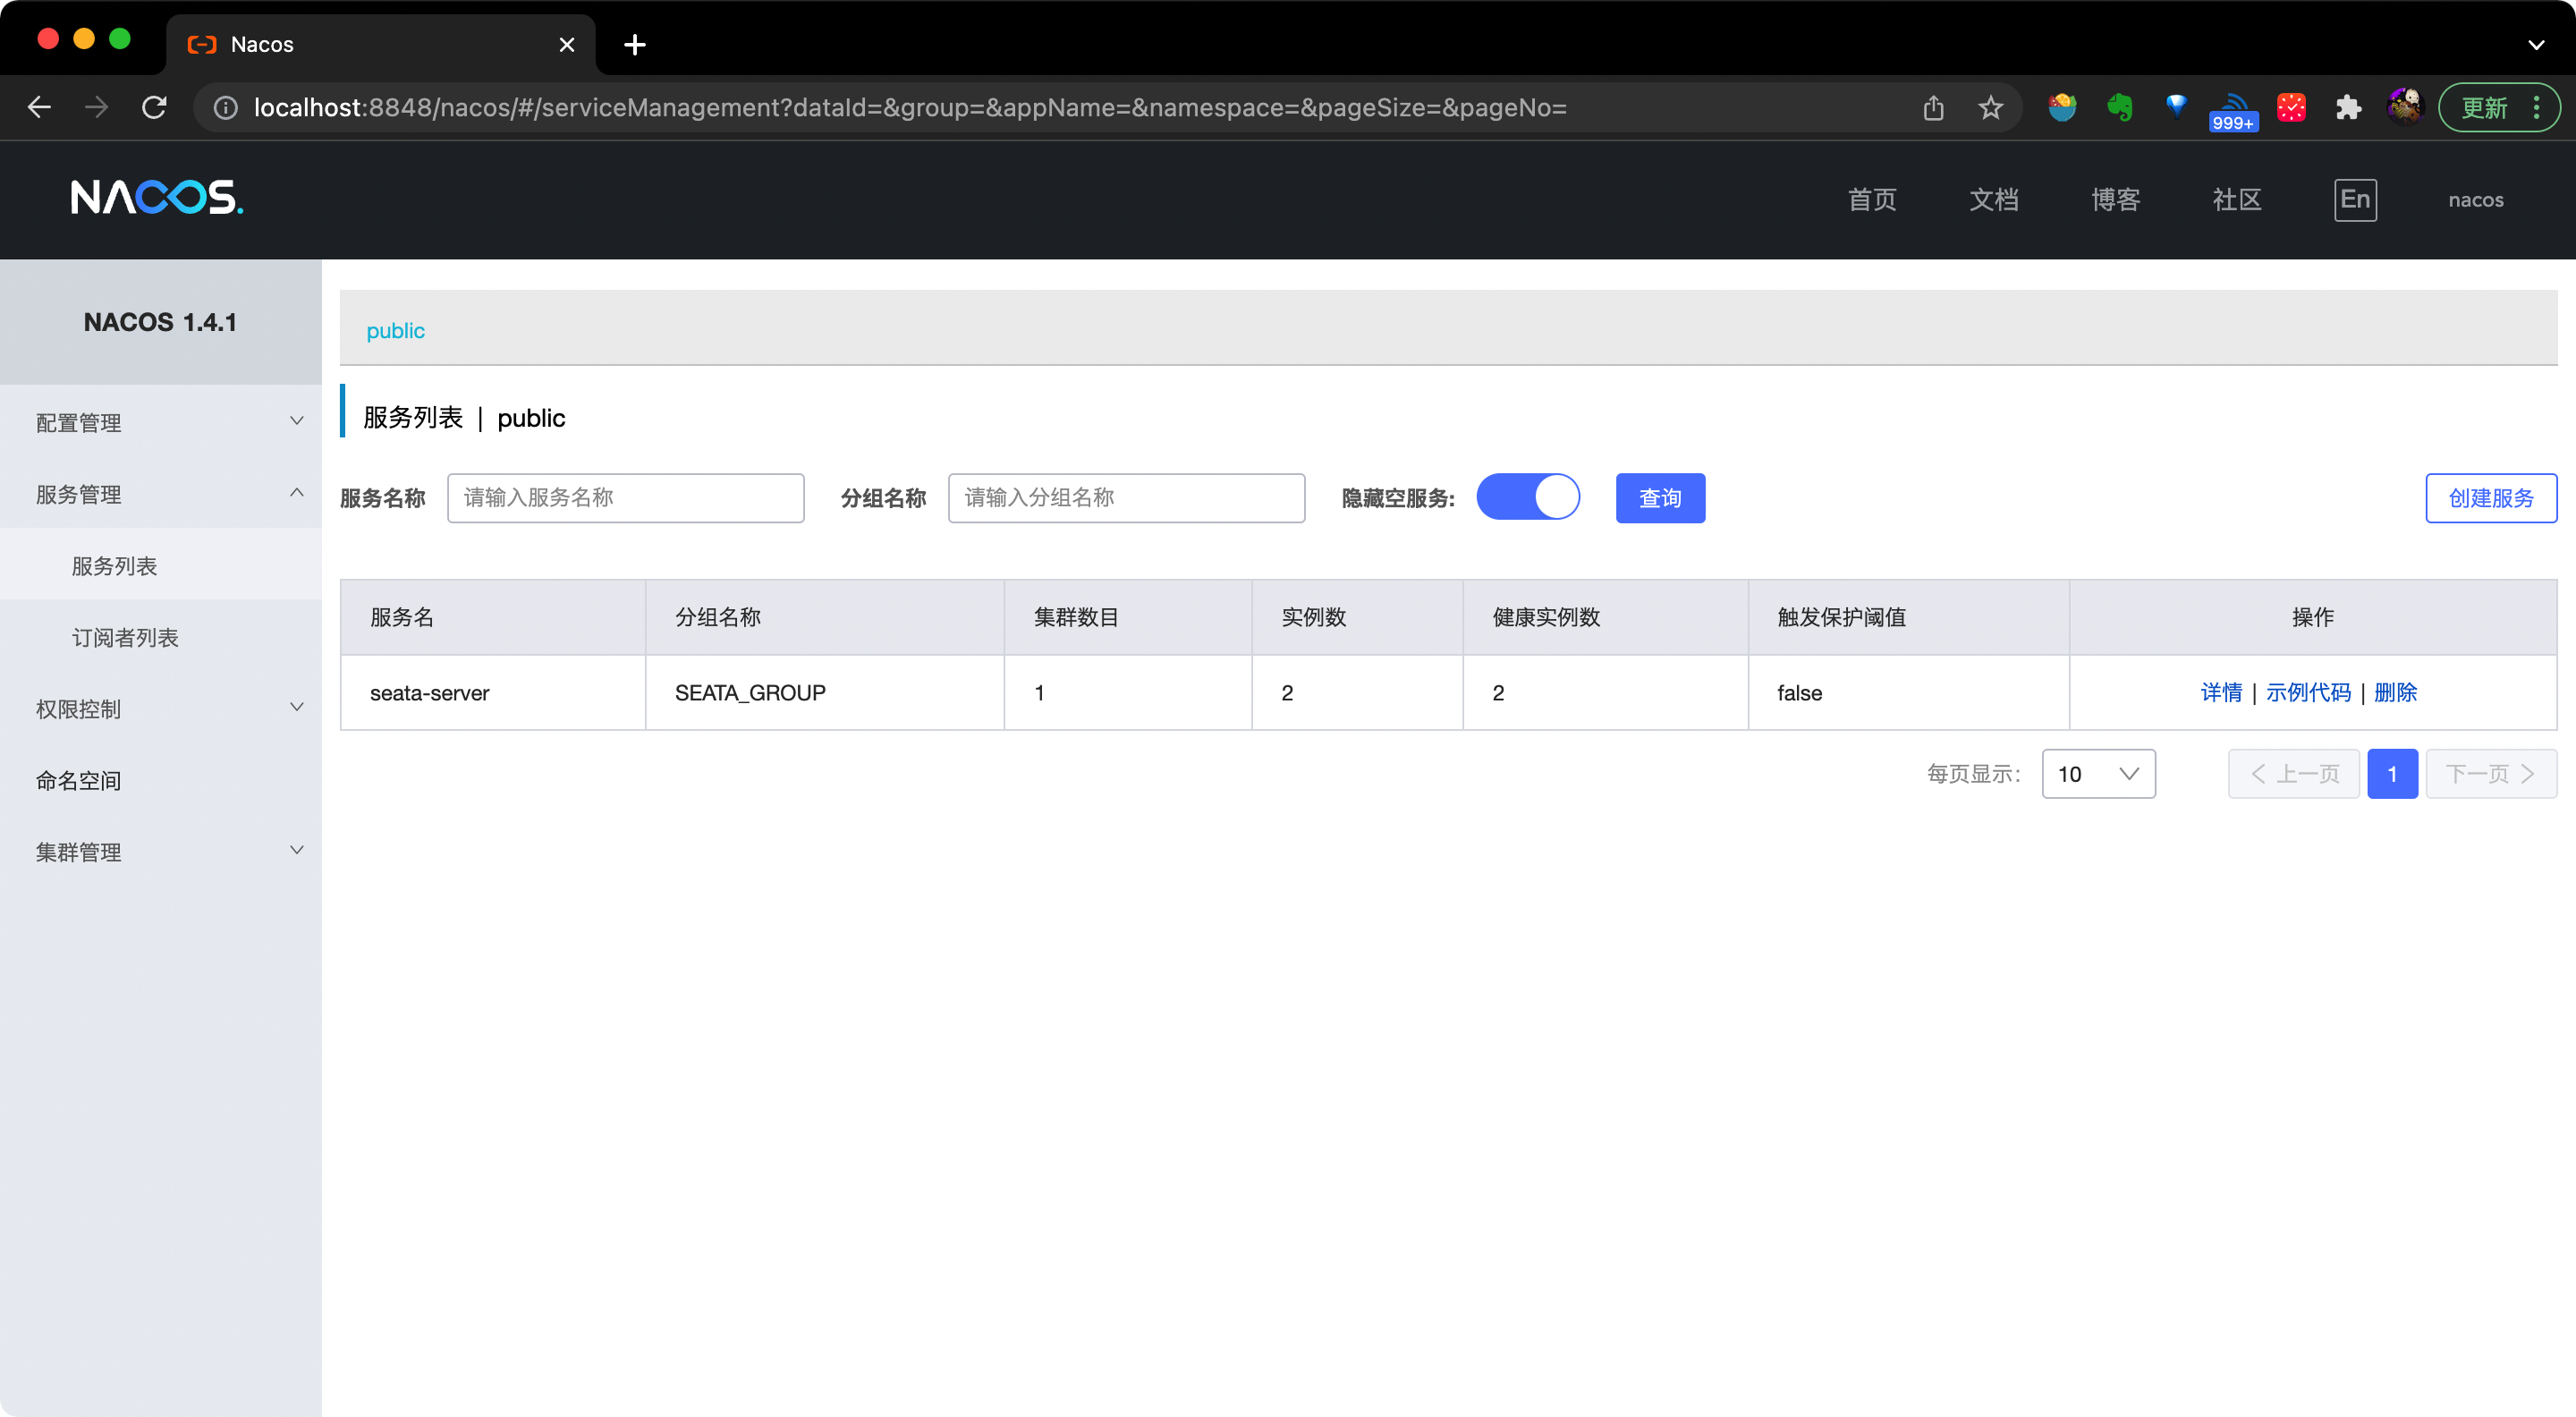 Nacos
localhost:8848/nacos/#/serviceManagement?dataId=&group=&appName=&namespace=&pageSize=&pageNo=
999+
更新
NACOS.
首页
文档
博客
社区
En
nacos
NACOS 1.4.1
配置管理
服务管理
服务列表
订阅者列表
权限控制
命名空间
集群管理
public
服务列表 | public
服务名称 请输入服务名称 分组名称 请输入分组名称 隐藏空服务: 查询 创建服务
服务名 分组名称 集群数目 实例数 健康实例数 触发保护阈值 操作
seata-server SEATA_GROUP 1 2 2 false 详情 | 示例代码 | 删除
每页显示: 10 上一页 1 下一页